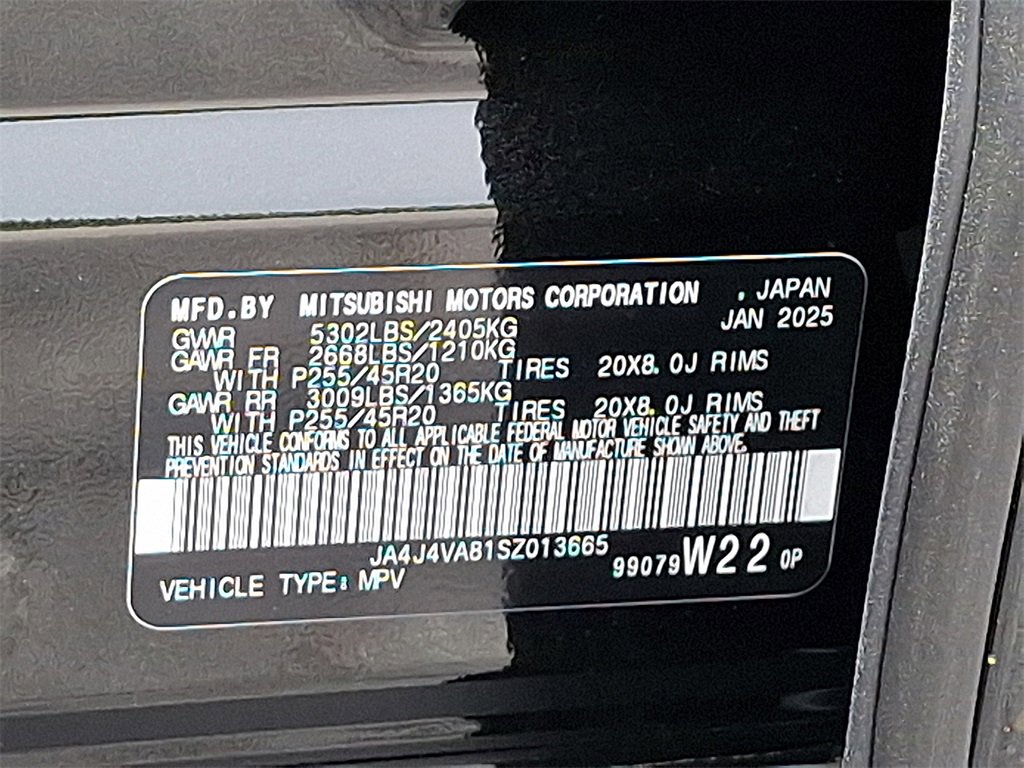 MFD.BY MITSUBISHI MOTORS CORPORATION . JAPAN
JAN 2025
GVWR 5302LBS/2405KG
GAWR FR 2668LBS/1210KG
WITH P255/45R20 TIRES 20X8.0J RIMS
GAWR RR 3009LBS/1365KG
WITH P255/45R20 TIRES 20X8.0J RIMS
THIS VEHICLE CONFORMS TO ALL APPLICABLE FEDERAL MOTOR VEHICLE SAFETY AND THEFT
PREVENTION STANDARDS IN EFFECT ON THE DATE OF MANUFACTURE SHOWN ABOVE.
JA4J4VA81SZ013665
VEHICLE TYPE: MPV
99079 W22 0P